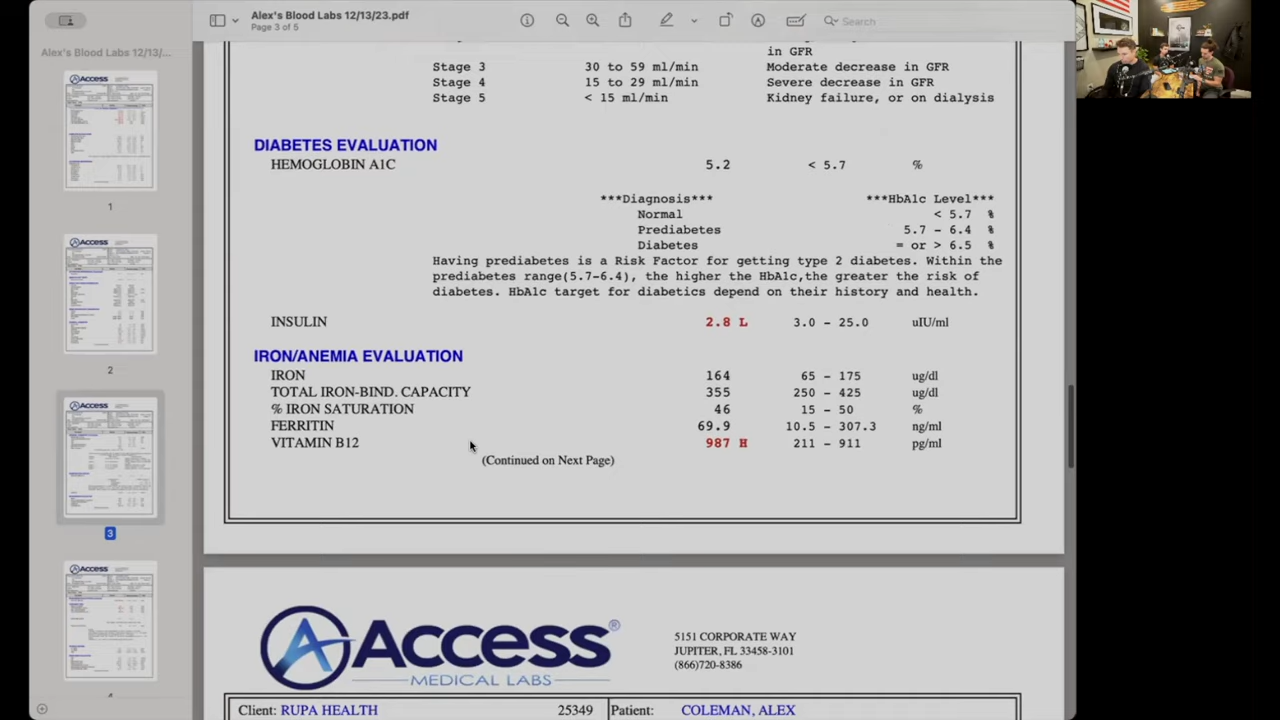 Alex's Blood Labs 12/13/23.pdf
Page 3 of 5
Search
Alex's Blood Labs 12/13/...
Access
1
2
3
Access
in GFR
Stage 3 30 to 59 ml/min Moderate decrease in GFR
Stage 4 15 to 29 ml/min Severe decrease in GFR
Stage 5 < 15 ml/min Kidney failure, or on dialysis
DIABETES EVALUATION
HEMOGLOBIN A1C 5.2 < 5.7 %
***Diagnosis*** ***HbA1c Level***
Normal < 5.7 %
Prediabetes 5.7 - 6.4 %
Diabetes = or > 6.5 %
Having prediabetes is a Risk Factor for getting type 2 diabetes. Within the
prediabetes range(5.7-6.4), the higher the HbA1c,the greater the risk of
diabetes. HbA1c target for diabetics depend on their history and health.
INSULIN 2.8 L 3.0 - 25.0 uIU/ml
IRON/ANEMIA EVALUATION
IRON 164 65 - 175 ug/dl
TOTAL IRON-BIND. CAPACITY 355 250 - 425 ug/dl
% IRON SATURATION 46 15 - 50 %
FERRITIN 69.9 10.5 - 307.3 ng/ml
VITAMIN B12 987 H 211 - 911 pg/ml
(Continued on Next Page)
Access®
MEDICAL LABS
5151 CORPORATE WAY
JUPITER, FL 33458-3101
(866)720-8386
Client: RUPA HEALTH 25349 Patient: COLEMAN, ALEX